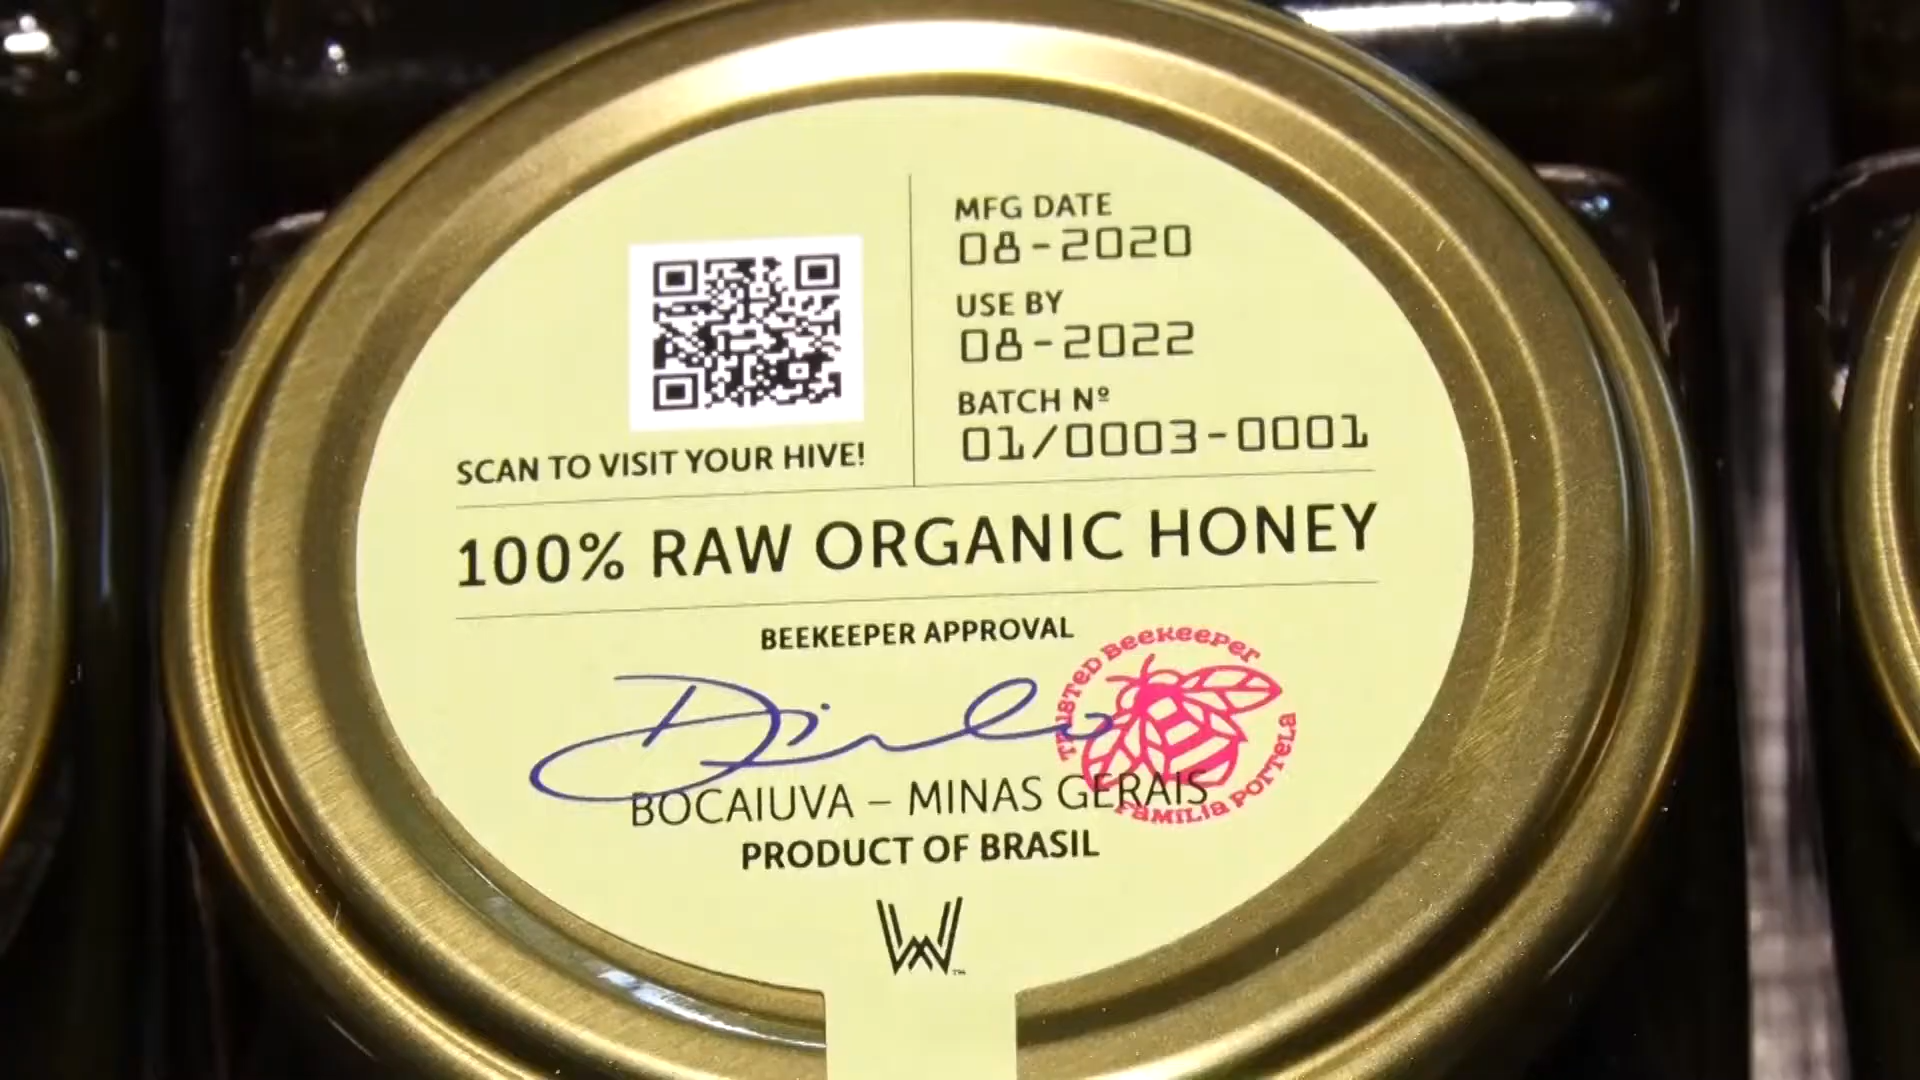 MFG DATE
08-2020
USE BY
08-2022
BATCH Nº
01/0003-0001
SCAN TO VISIT YOUR HIVE!
100% RAW ORGANIC HONEY
BEEKEEPER APPROVAL
TRUSTED BEEKEEPER
FAMILIA PORTELA
BOCAIUVA – MINAS GERAIS
PRODUCT OF BRASIL
W™